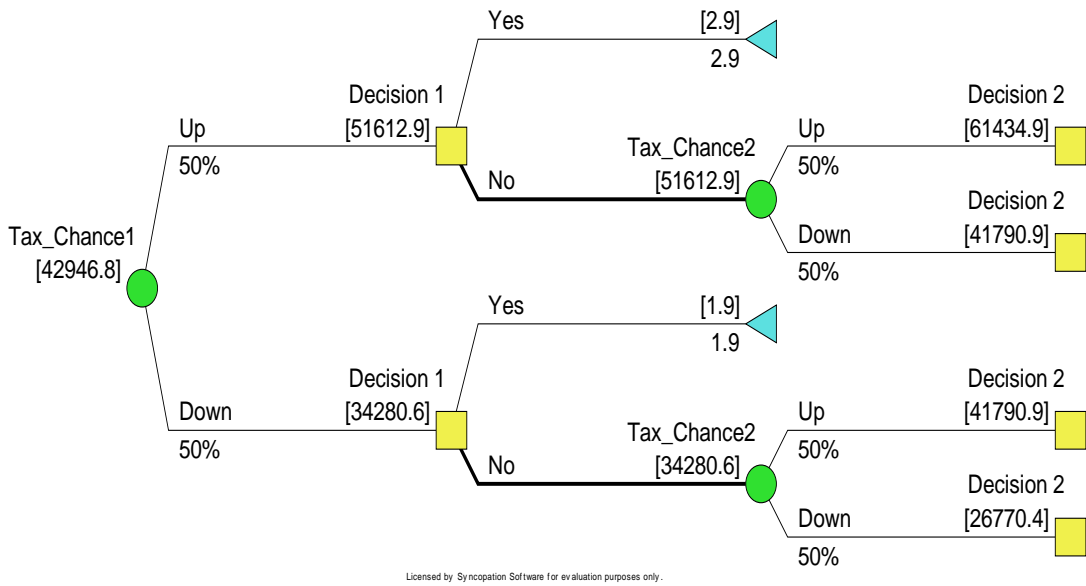 Yes
[2.9]
2.9
Decision 1
Decision 2
Up
[51612.9]
[61434.9]
50%
Tax_Chance2
Up
50%
No
[51612.9]
Decision 2
Tax_Chance1
Down
[41790.9]
[42946.8]
50%
Yes
[1.9]
1.9
Decision 1
Decision 2
Down
[34280.6]
Up
[41790.9]
50%
Tax_Chance2
50%
No
[34280.6]
Decision 2
Down
[26770.4]
50%
Licensed by Syncopation Software for evaluation purposes only.